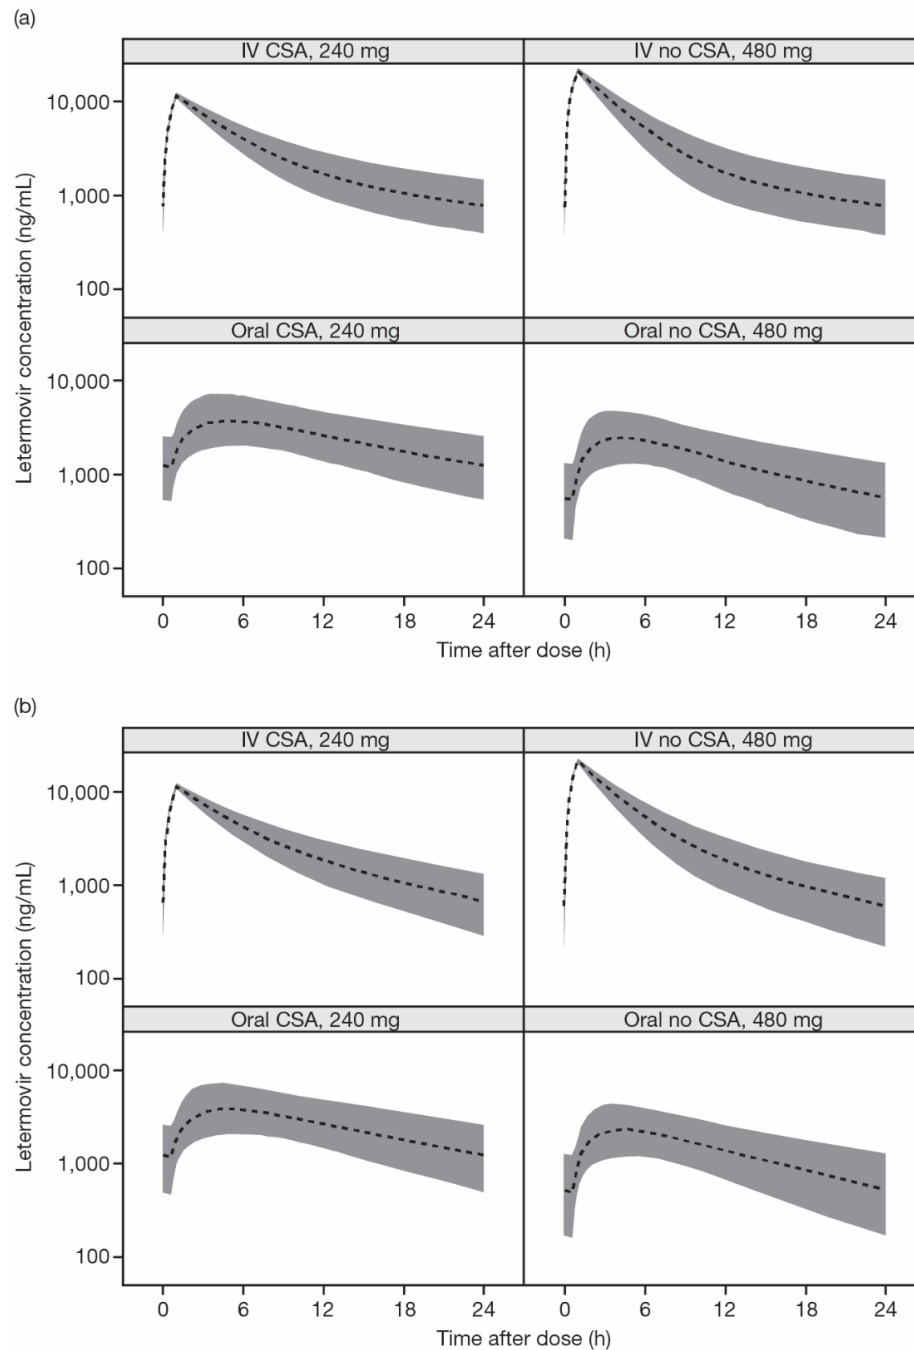 (a)
IV CSA, 240 mg
IV no CSA, 480 mg
10,000
1,000
100
Oral CSA, 240 mg
Oral no CSA, 480 mg
10,000
1,000
100
Letermovir concentration (ng/mL)
0 6 12 18 24 0 6 12 18 24
Time after dose (h)
(b)
IV CSA, 240 mg
IV no CSA, 480 mg
10,000
1,000
100
Oral CSA, 240 mg
Oral no CSA, 480 mg
10,000
1,000
100
Letermovir concentration (ng/mL)
0 6 12 18 24 0 6 12 18 24
Time after dose (h)